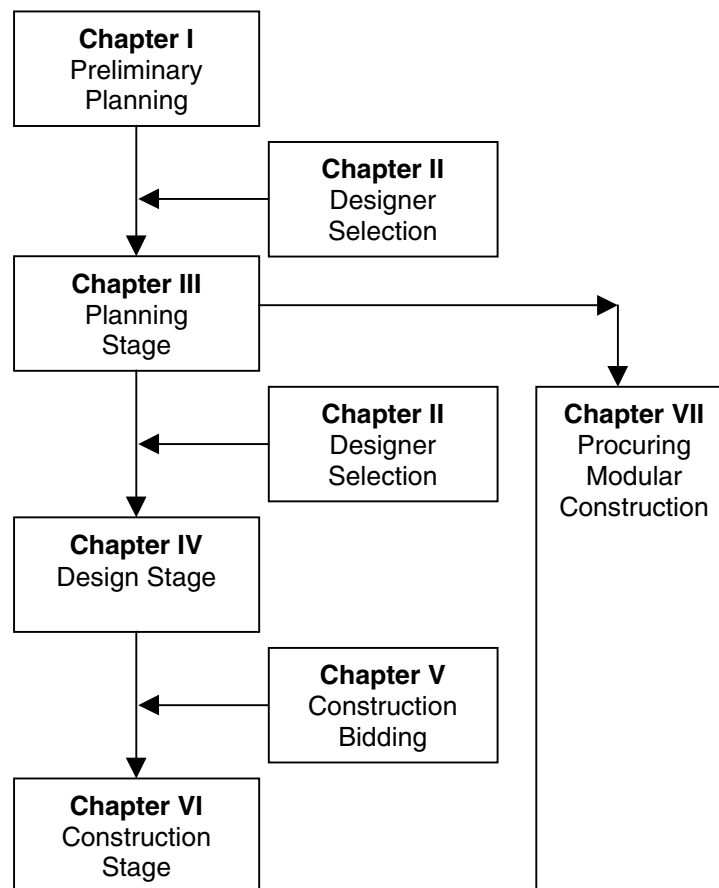 Chapter I
Preliminary
Planning
Chapter II
Designer
Selection
Chapter III
Planning
Stage
Chapter II
Designer
Selection
Chapter VII
Procuring
Modular
Construction
Chapter IV
Design Stage
Chapter V
Construction
Bidding
Chapter VI
Construction
Stage